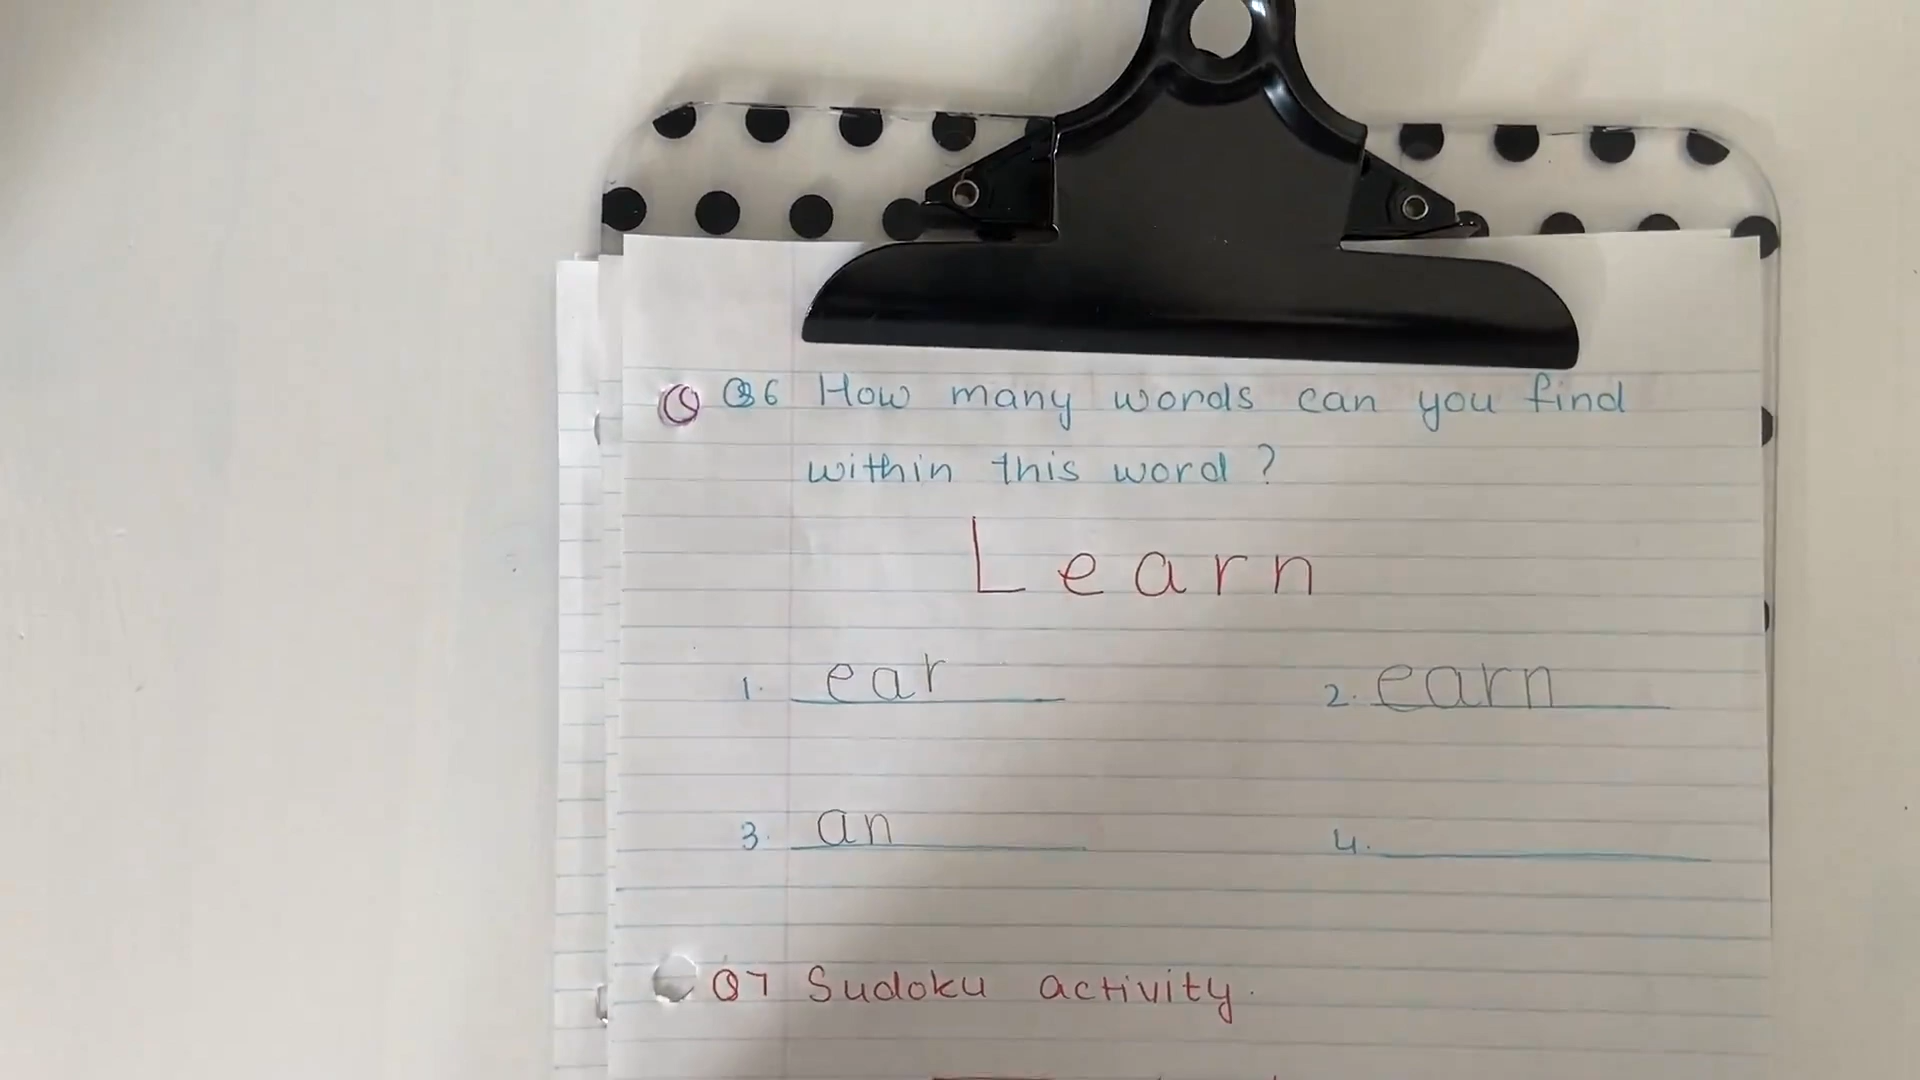 Q6 How many words can you find
within this word ?
Learn
1. ear 2. earn
3. an 4.
Q7 Sudoku activity.